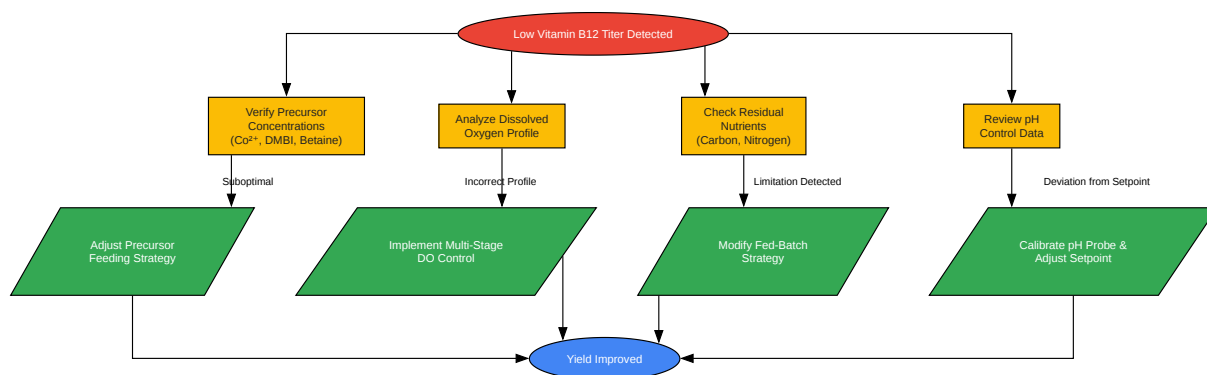 Low Vitamin B12 Titer Detected
Verify Precursor
Concentrations
(Co²⁺, DMBI, Betaine)
Analyze Dissolved
Oxygen Profile
Check Residual
Nutrients
(Carbon, Nitrogen)
Review pH
Control Data
Suboptimal
Incorrect Profile
Limitation Detected
Deviation from Setpoint
Adjust Precursor
Feeding Strategy
Implement Multi-Stage
DO Control
Modify Fed-Batch
Strategy
Calibrate pH Probe &
Adjust Setpoint
Yield Improved